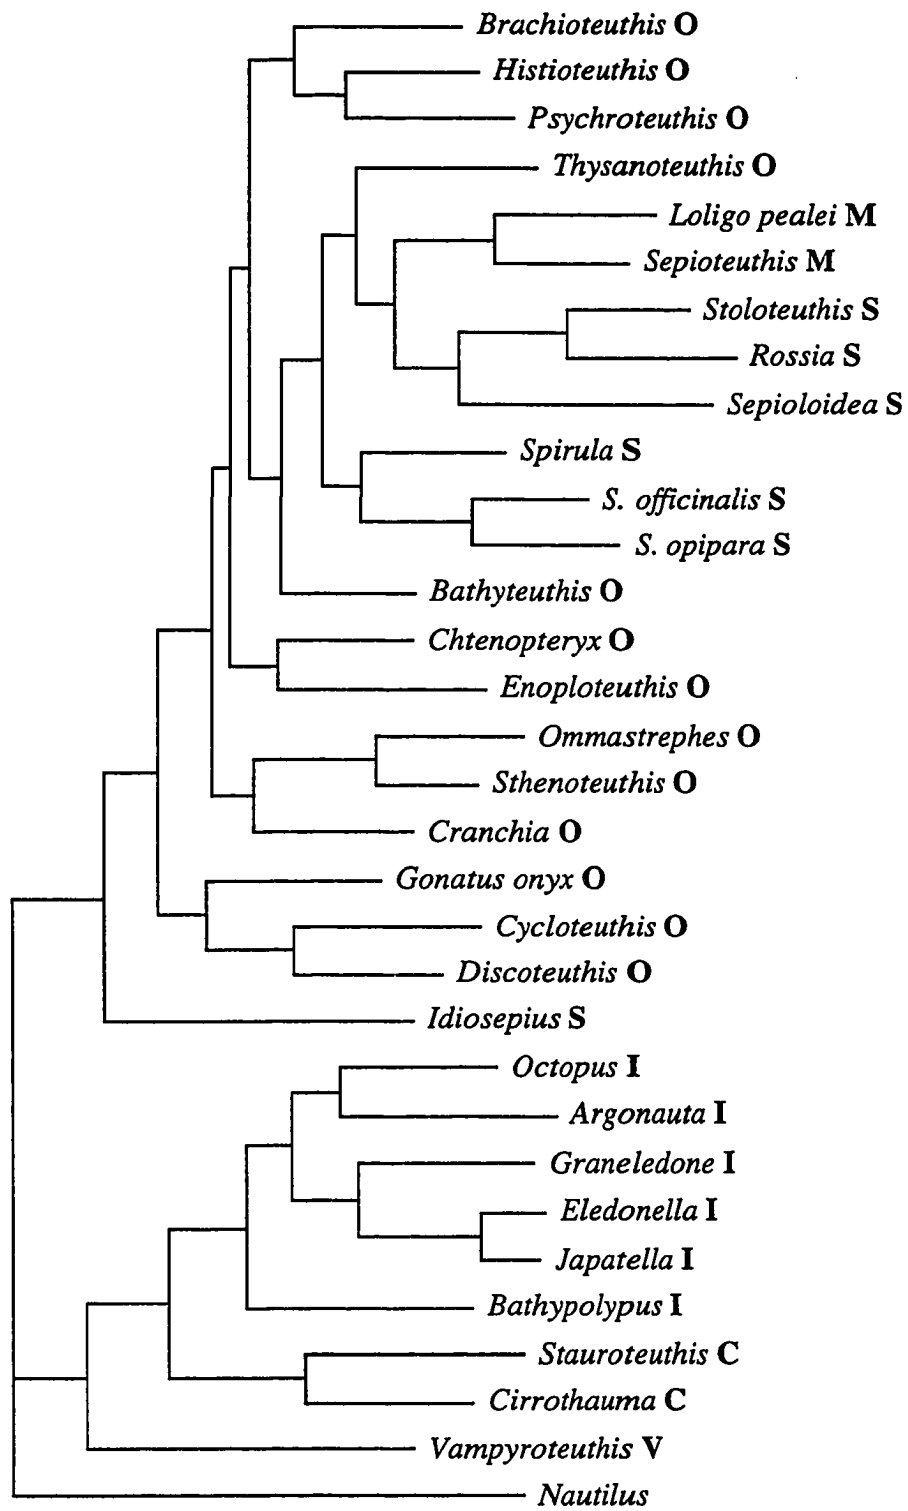 Brachioteuthis O
Histioteuthis O
Psychroteuthis O
Thysanoteuthis O
Loligo pealei M
Sepioteuthis M
Stoloteuthis S
Rossia S
Sepioloidea S
Spirula S
S. officinalis S
S. opipara S
Bathyteuthis O
Chtenopteryx O
Enoploteuthis O
Ommastrephes O
Sthenoteuthis O
Cranchia O
Gonatus onyx O
Cycloteuthis O
Discoteuthis O
Idiosepius S
Octopus I
Argonauta I
Graneledone I
Eledonella I
Japatella I
Bathypolypus I
Stauroteuthis C
Cirrothauma C
Vampyroteuthis V
Nautilus